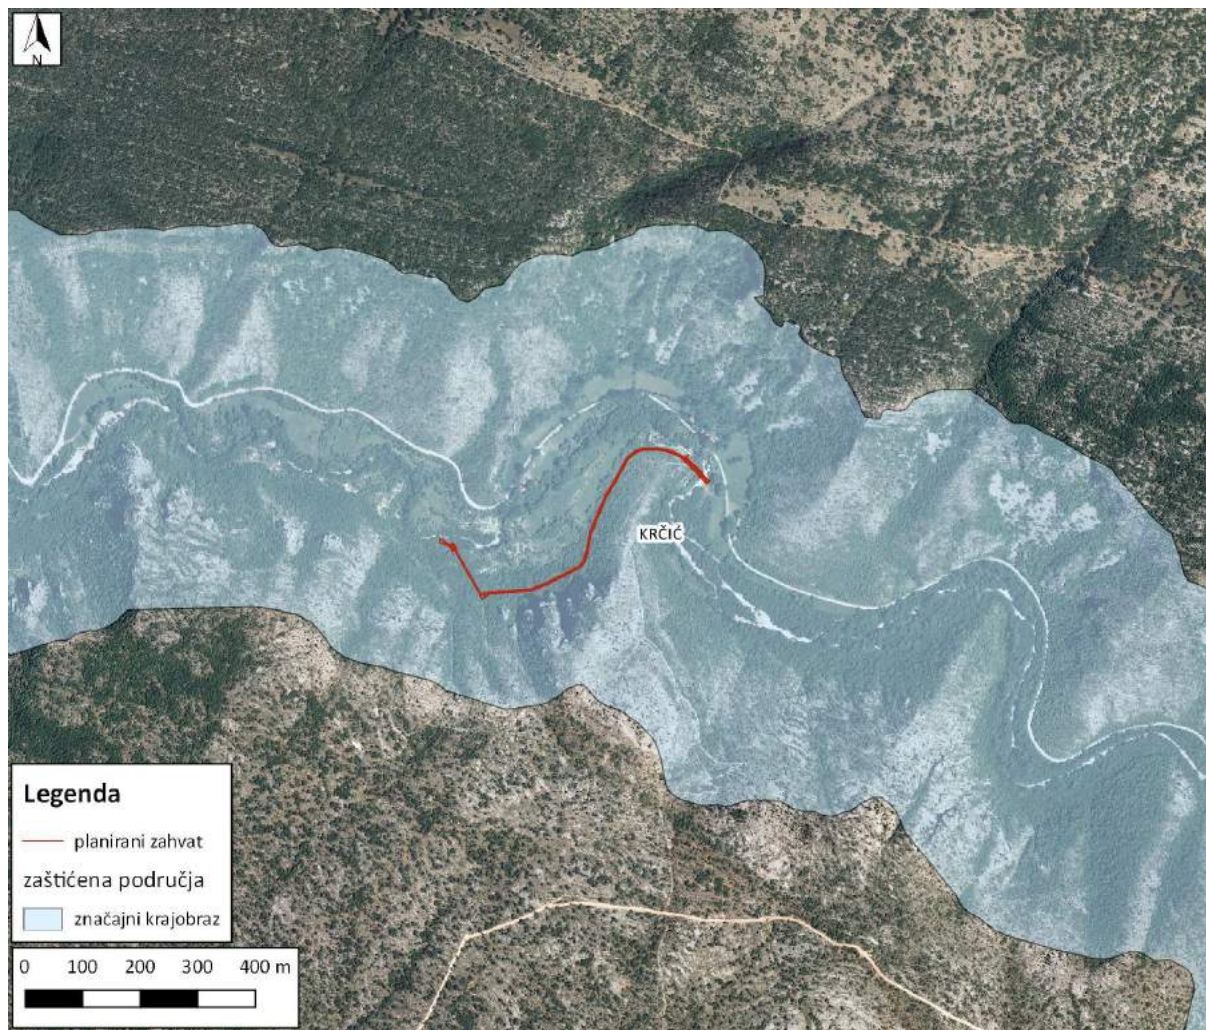 N
KRČIĆ
Legenda
planirani zahvat
zaštićena područja
značajni krajobraz
0 100 200 300 400 m